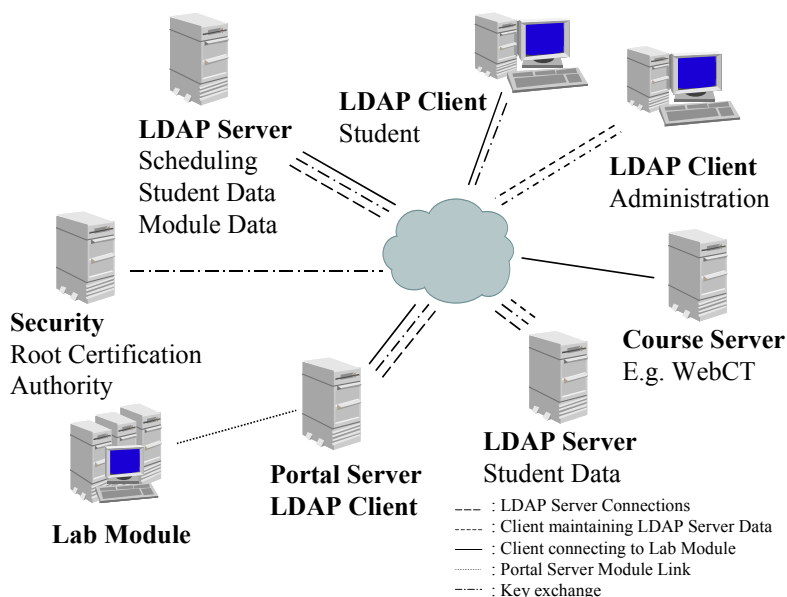 LDAP Server
Scheduling
Student Data
Module Data
LDAP Client
Student
LDAP Client
Administration
Security
Root Certification
Authority
Course Server
E.g. WebCT
Lab Module
Portal Server
LDAP Client
LDAP Server
Student Data
: LDAP Server Connections
: Client maintaining LDAP Server Data
: Client connecting to Lab Module
: Portal Server Module Link
: Key exchange